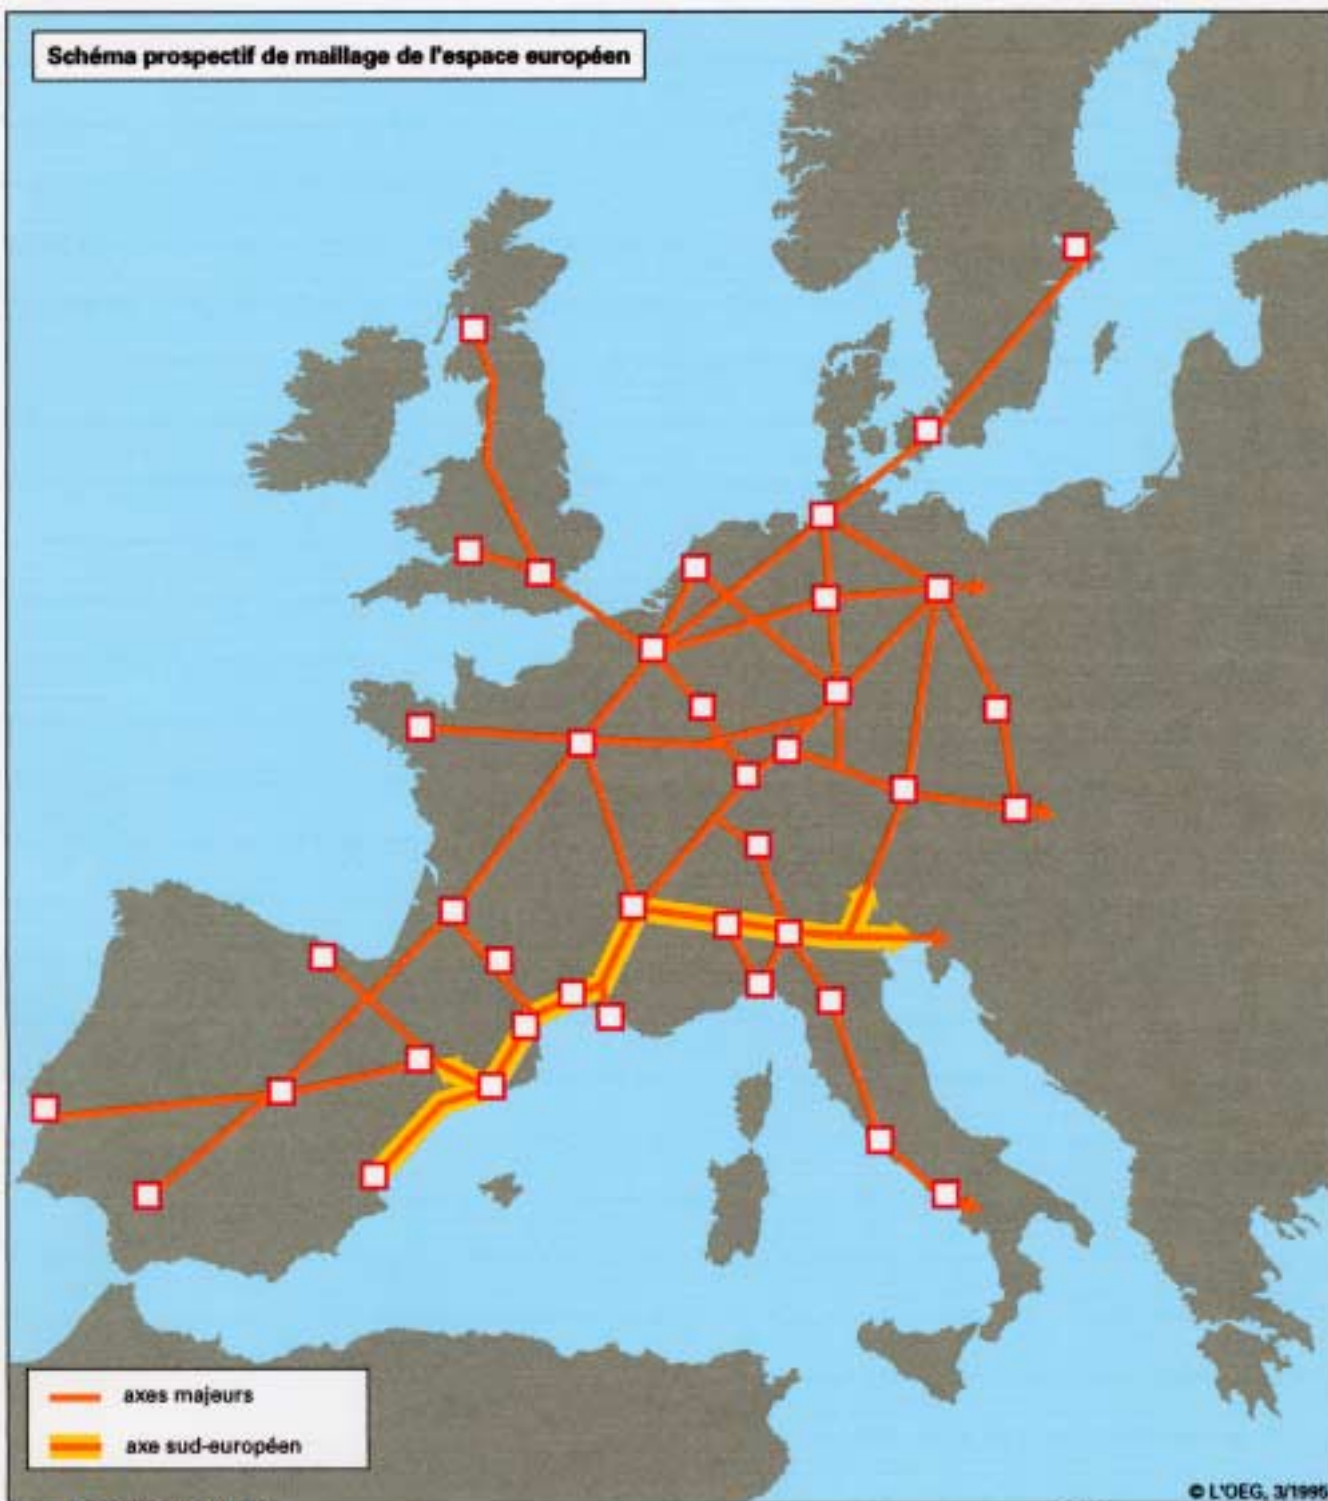 Schéma prospectif de maillage de l'espace européen
axes majeurs
axe sud-européen
© L'OEG, 3/1995